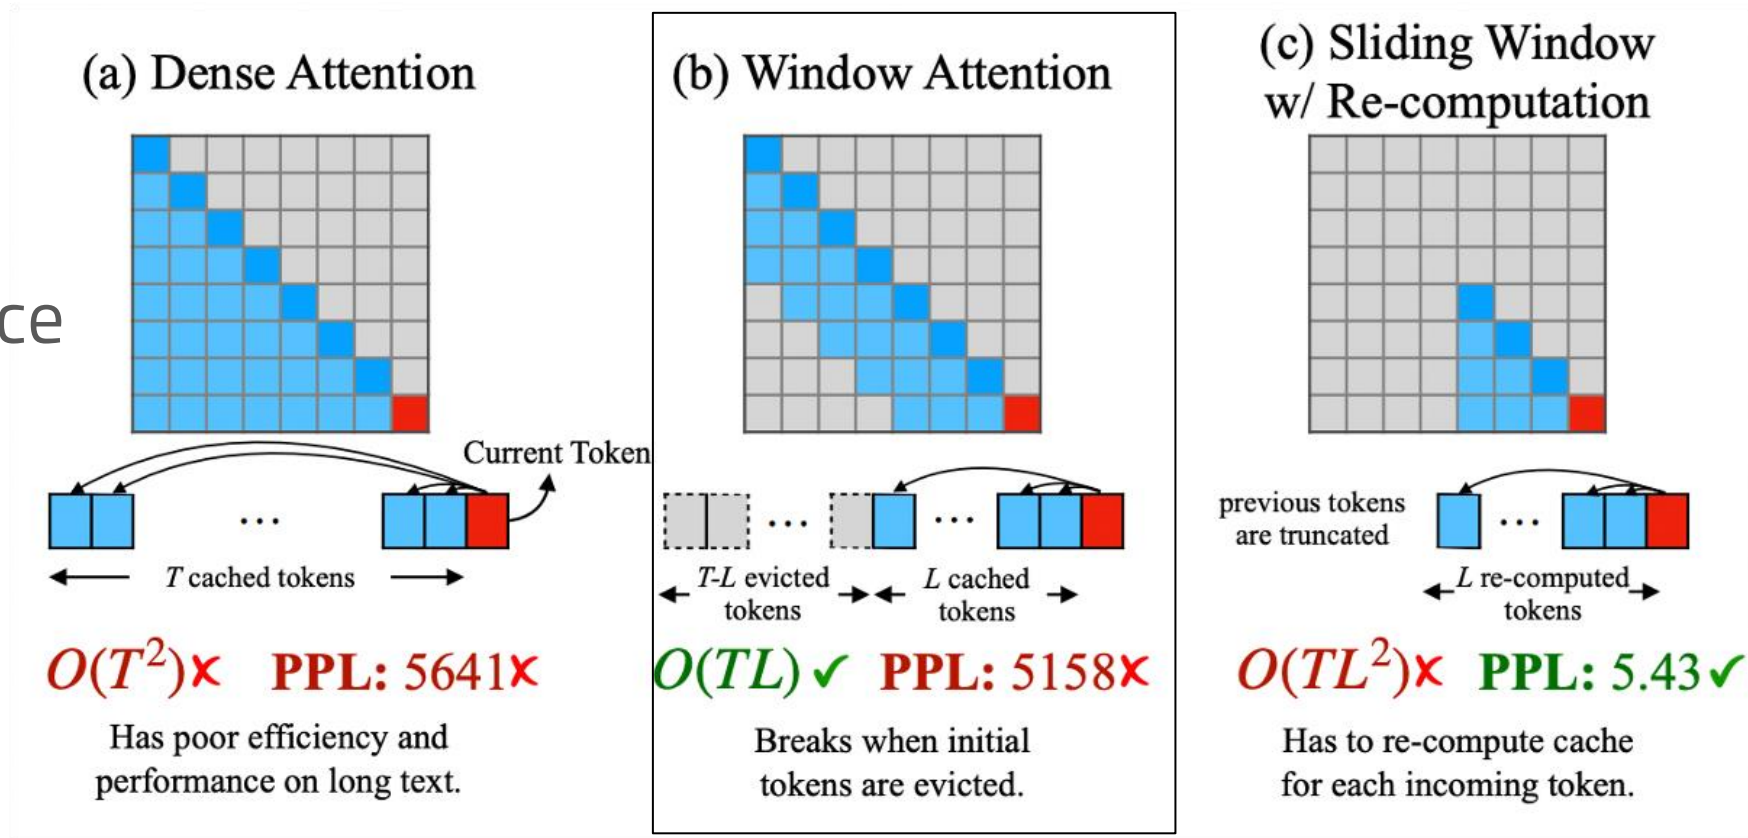 (a) Dense Attention
ce
Current Token
...
T cached tokens
O(T²)✗ PPL: 5641✗
Has poor efficiency and
performance on long text.
(b) Window Attention
... ...
T-L evicted
tokens
L cached
tokens
O(TL) ✓ PPL: 5158✗
Breaks when initial
tokens are evicted.
(c) Sliding Window
w/ Re-computation
previous tokens
are truncated
...
L re-computed
tokens
O(TL²)✗ PPL: 5.43✓
Has to re-compute cache
for each incoming token.